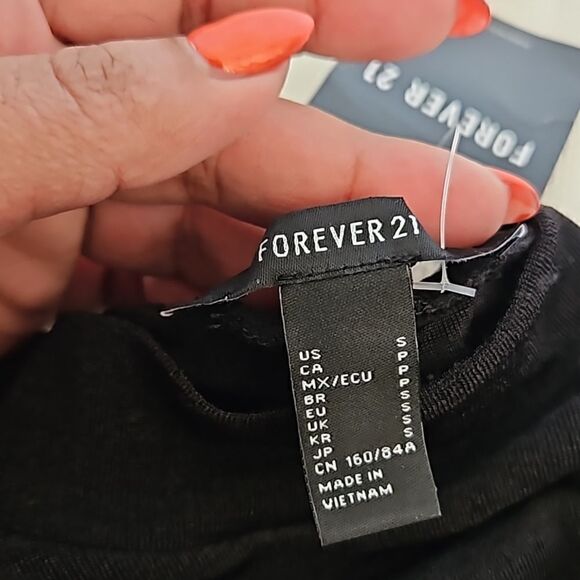 FOREVER 21
FOREVER 21
US S
CA P
MX/ECU P
BR P
EU S
UK S
KR S
JP S
CN 160/84A
MADE IN
VIETNAM